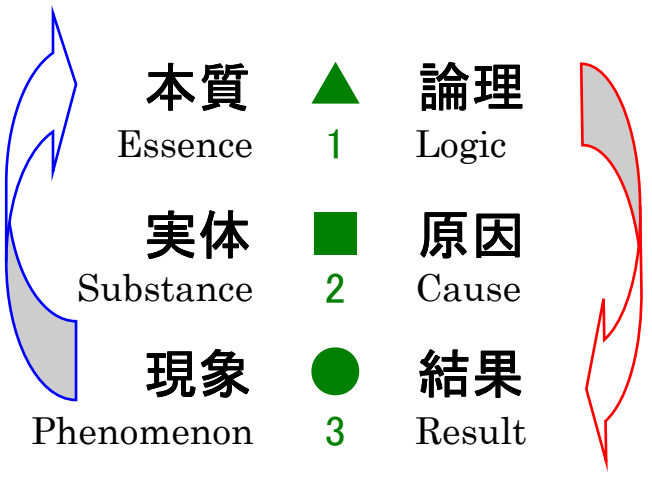 本質 ▲ 論理
Essence 1 Logic
実体 ■ 原因
Substance 2 Cause
現象 ● 結果
Phenomenon 3 Result